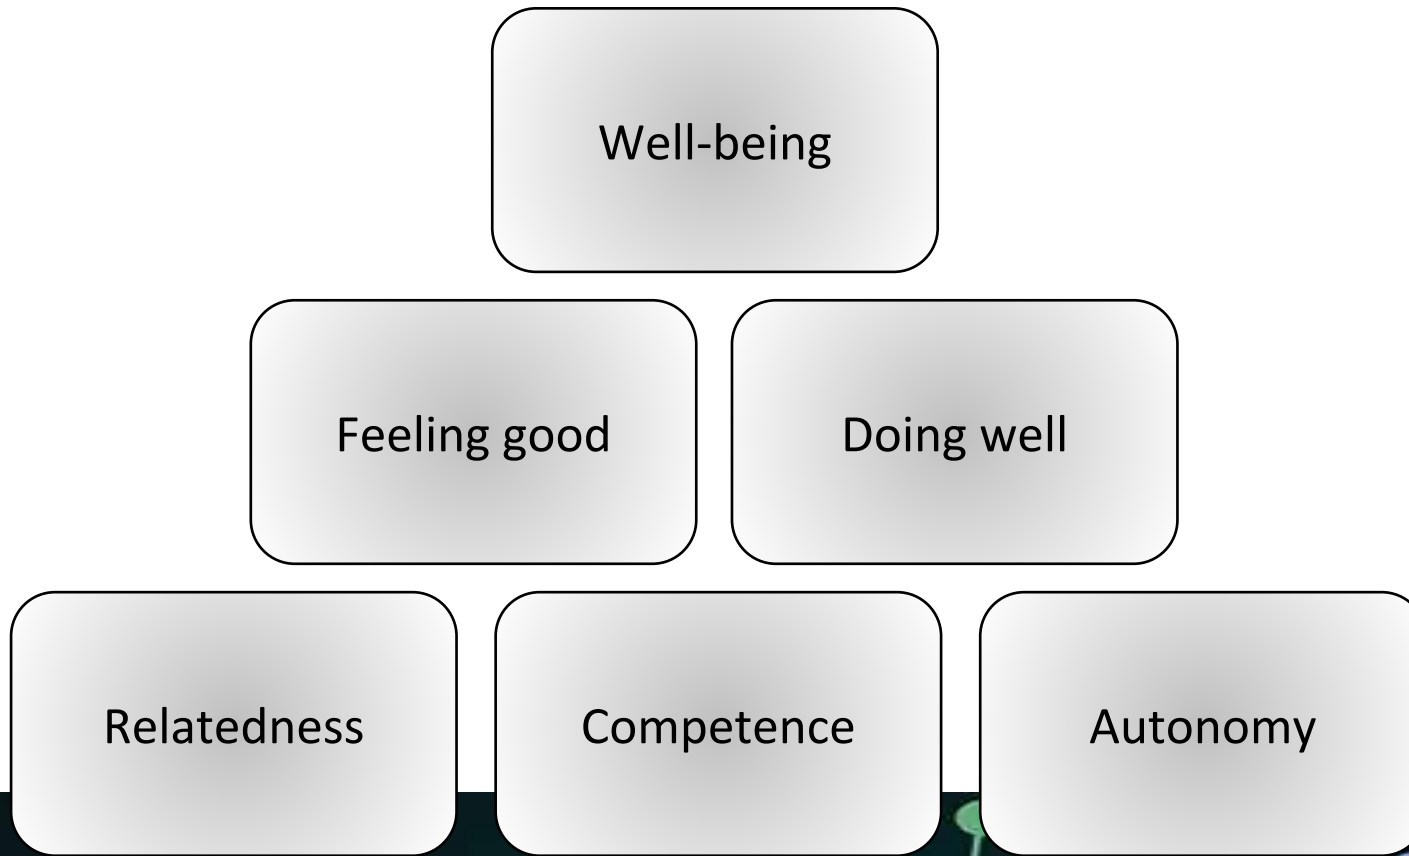 Well-being
Feeling good
Doing well
Relatedness
Competence
Autonomy